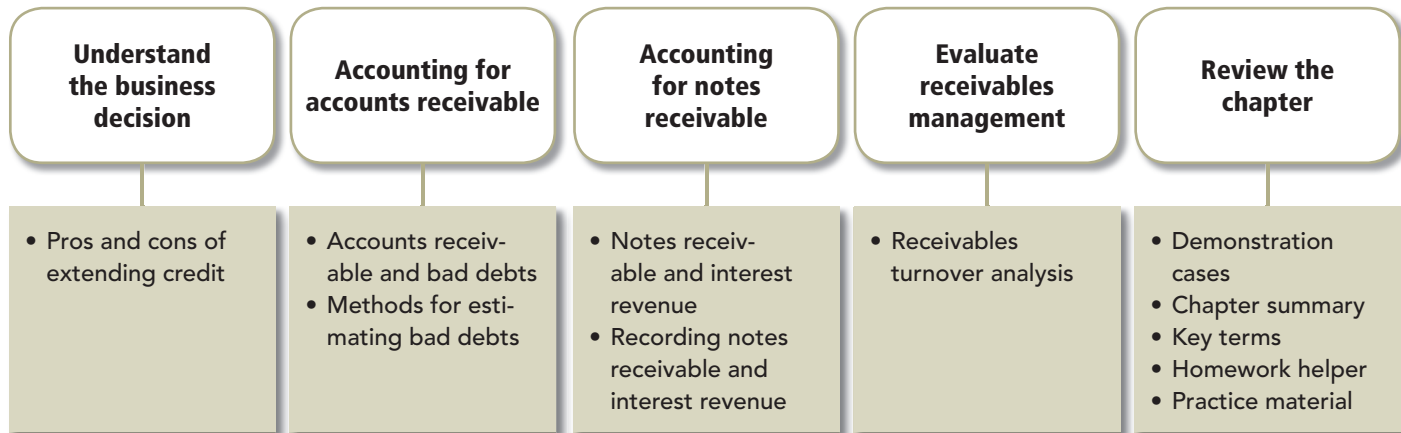 Understand
the business
decision
• Pros and cons of
extending credit
Accounting for
accounts receivable
• Accounts receiv-
able and bad debts
• Methods for esti-
mating bad debts
Accounting
for notes
receivable
• Notes receiv-
able and interest
revenue
• Recording notes
receivable and
interest revenue
Evaluate
receivables
management
• Receivables
turnover analysis
Review the
chapter
• Demonstration
cases
• Chapter summary
• Key terms
• Homework helper
• Practice material